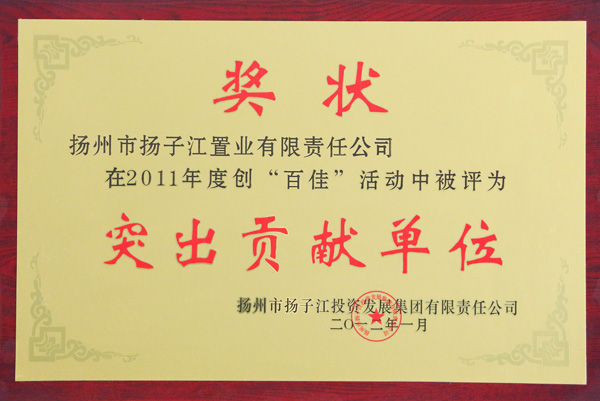 奖状
扬州市扬子江置业有限责任公司
在2011年度创“百佳”活动中被评为
突出贡献单位
扬州市扬子江投资发展集团有限责任公司
二〇一二年一月